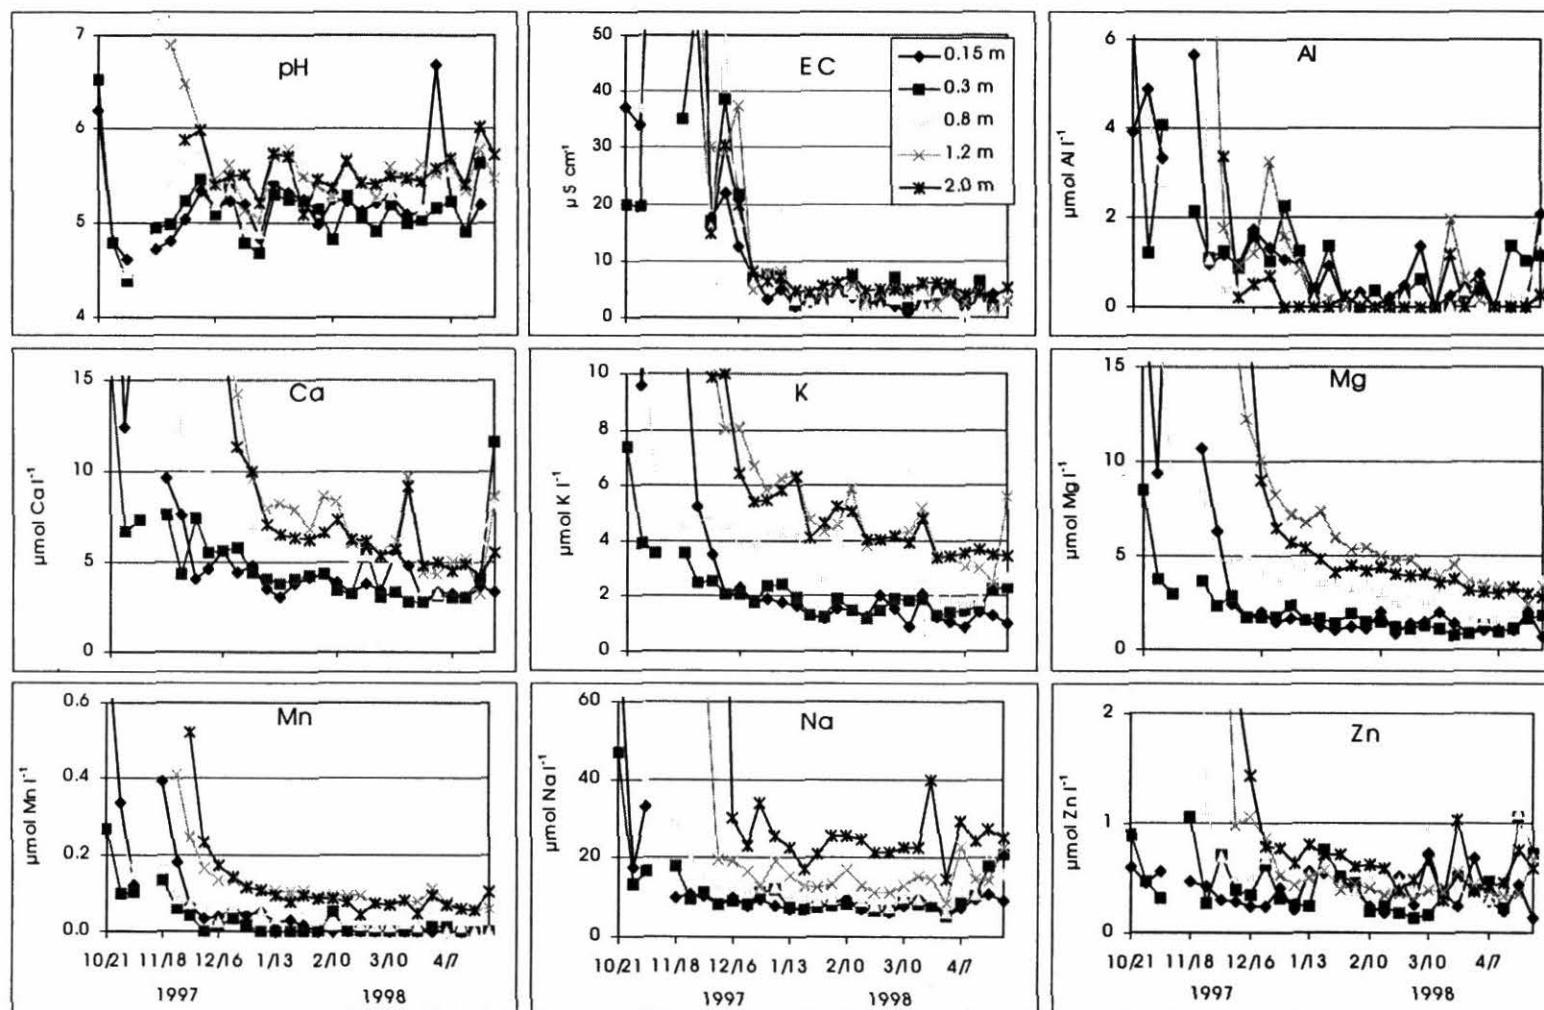 pH
7
6
5
4
EC
µ S cm⁻¹
50
40
30
20
10
0
0.15 m
0.3 m
0.8 m
1.2 m
2.0 m
Al
µmol Al l⁻¹
6
4
2
0
Ca
µmol Ca l⁻¹
15
10
5
0
K
µmol K l⁻¹
10
8
6
4
2
0
Mg
µmol Mg l⁻¹
15
10
5
0
Mn
µmol Mn l⁻¹
0.6
0.4
0.2
0.0
10/21 11/18 12/16 1/13 2/10 3/10 4/7
1997 1998
Na
µmol Na l⁻¹
60
40
20
0
10/21 11/18 12/16 1/13 2/10 3/10 4/7
1997 1998
Zn
µmol Zn l⁻¹
2
1
0
10/21 11/18 12/16 1/13 2/10 3/10 4/7
1997 1998